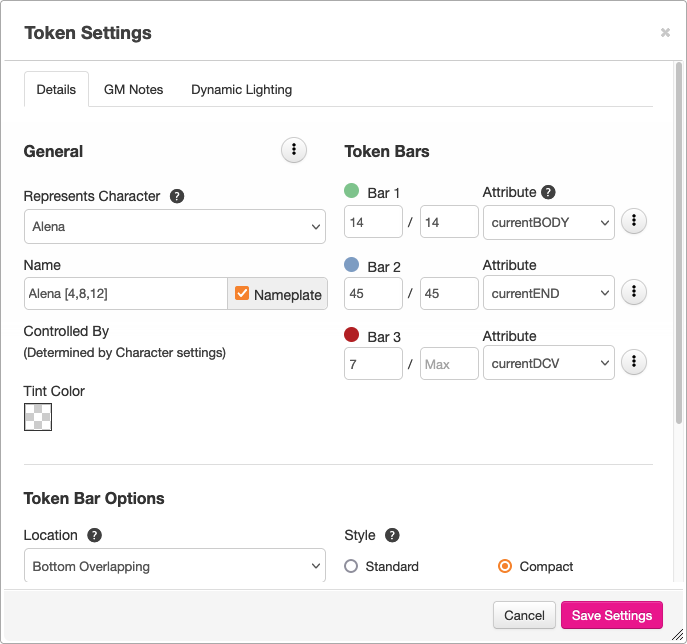 Token Settings
×
Details GM Notes Dynamic Lighting
General
Represents Character ?
Alena
Name
Alena [4,8,12] Nameplate
Controlled By
(Determined by Character settings)
Tint Color
Token Bars
Bar 1 Attribute ?
14 / 14 currentBODY
Bar 2 Attribute
45 / 45 currentEND
Bar 3 Attribute
7 / Max currentDCV
Token Bar Options
Location ?
Bottom Overlapping
Style ?
Standard Compact
Cancel Save Settings